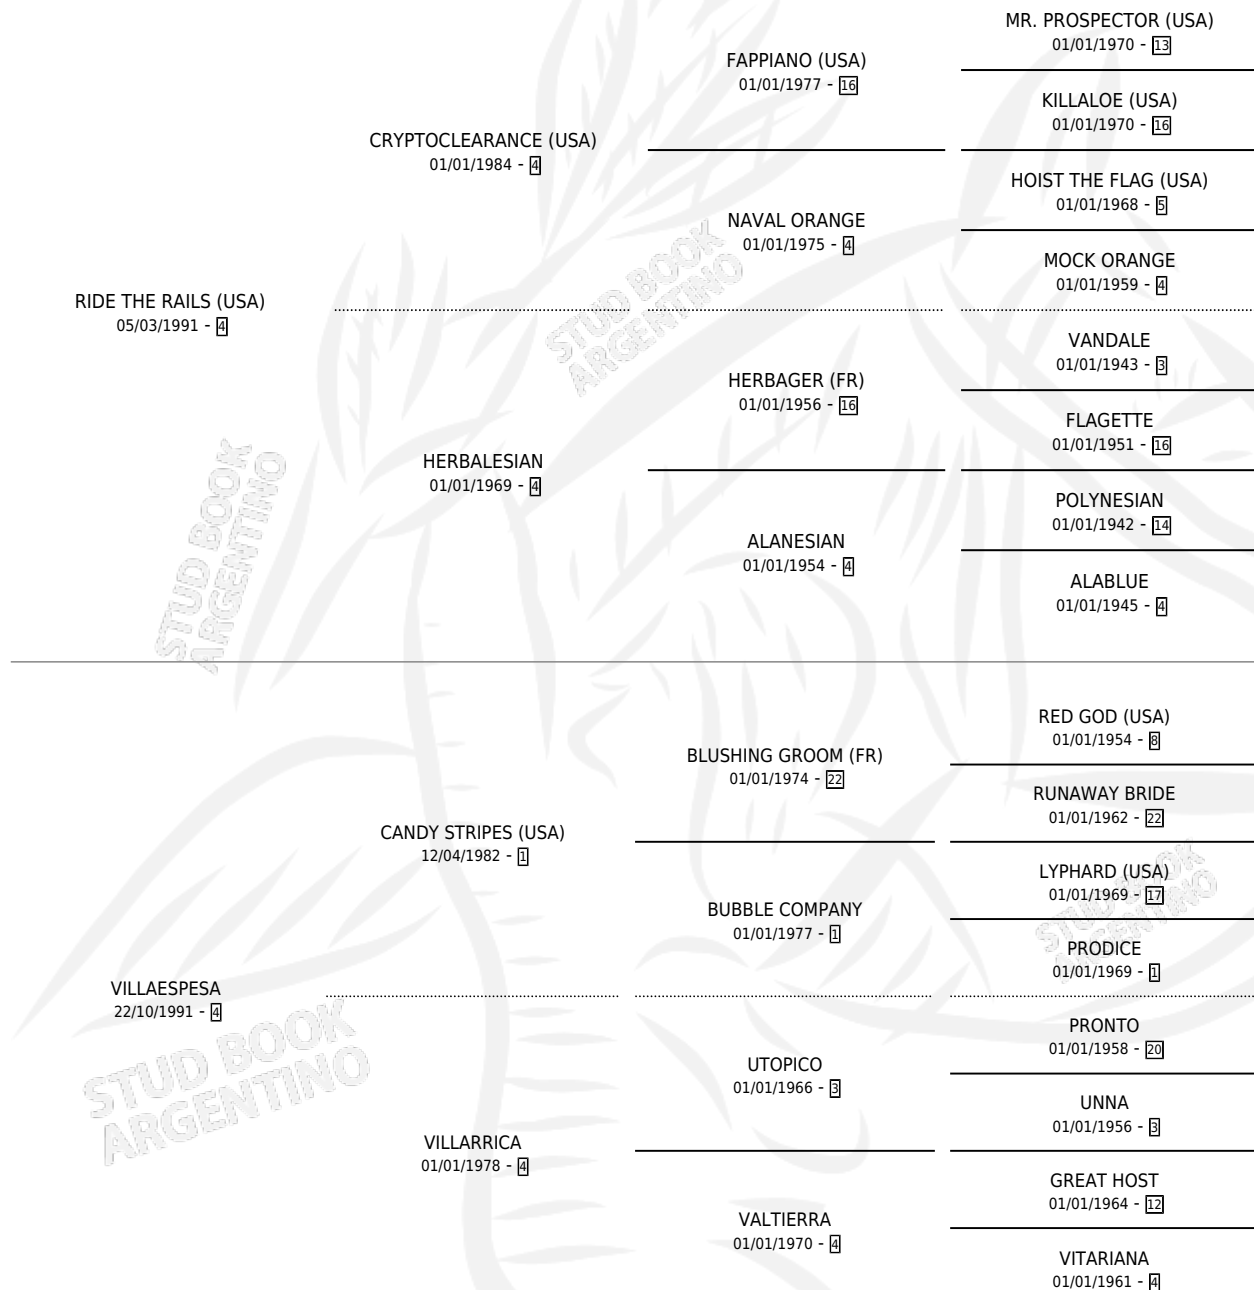 MR. PROSPECTOR (USA)
01/01/1970 - 13
FAPPIANO (USA)
01/01/1977 - 16
KILLALOE (USA)
01/01/1970 - 16
CRYPTOCLEARANCE (USA)
01/01/1984 - 4
HOIST THE FLAG (USA)
01/01/1968 - 5
NAVAL ORANGE
01/01/1975 - 4
MOCK ORANGE
01/01/1959 - 4
RIDE THE RAILS (USA)
05/03/1991 - 4
VANDALE
01/01/1943 - 3
HERBAGER (FR)
01/01/1956 - 16
FLAGETTE
01/01/1951 - 16
HERBALESIAN
01/01/1969 - 4
POLYNESIAN
01/01/1942 - 14
ALANESIAN
01/01/1954 - 4
ALABLUE
01/01/1945 - 4
STUD BOOK
ARGENTINO
STUD BOOK
ARGENTINO
RED GOD (USA)
01/01/1954 - 8
BLUSHING GROOM (FR)
01/01/1974 - 22
RUNAWAY BRIDE
01/01/1962 - 22
CANDY STRIPES (USA)
12/04/1982 - 1
LYPHARD (USA)
01/01/1969 - 17
BUBBLE COMPANY
01/01/1977 - 1
PRODICE
01/01/1969 - 1
STUD BOOK
ARGENTINO
VILLAESPESA
22/10/1991 - 4
PRONTO
01/01/1958 - 20
UTOPICO
01/01/1966 - 3
UNNA
01/01/1956 - 3
VILLARRICA
01/01/1978 - 4
GREAT HOST
01/01/1964 - 12
VALTIERRA
01/01/1970 - 4
VITARIANA
01/01/1961 - 4
STUD BOOK
ARGENTINO